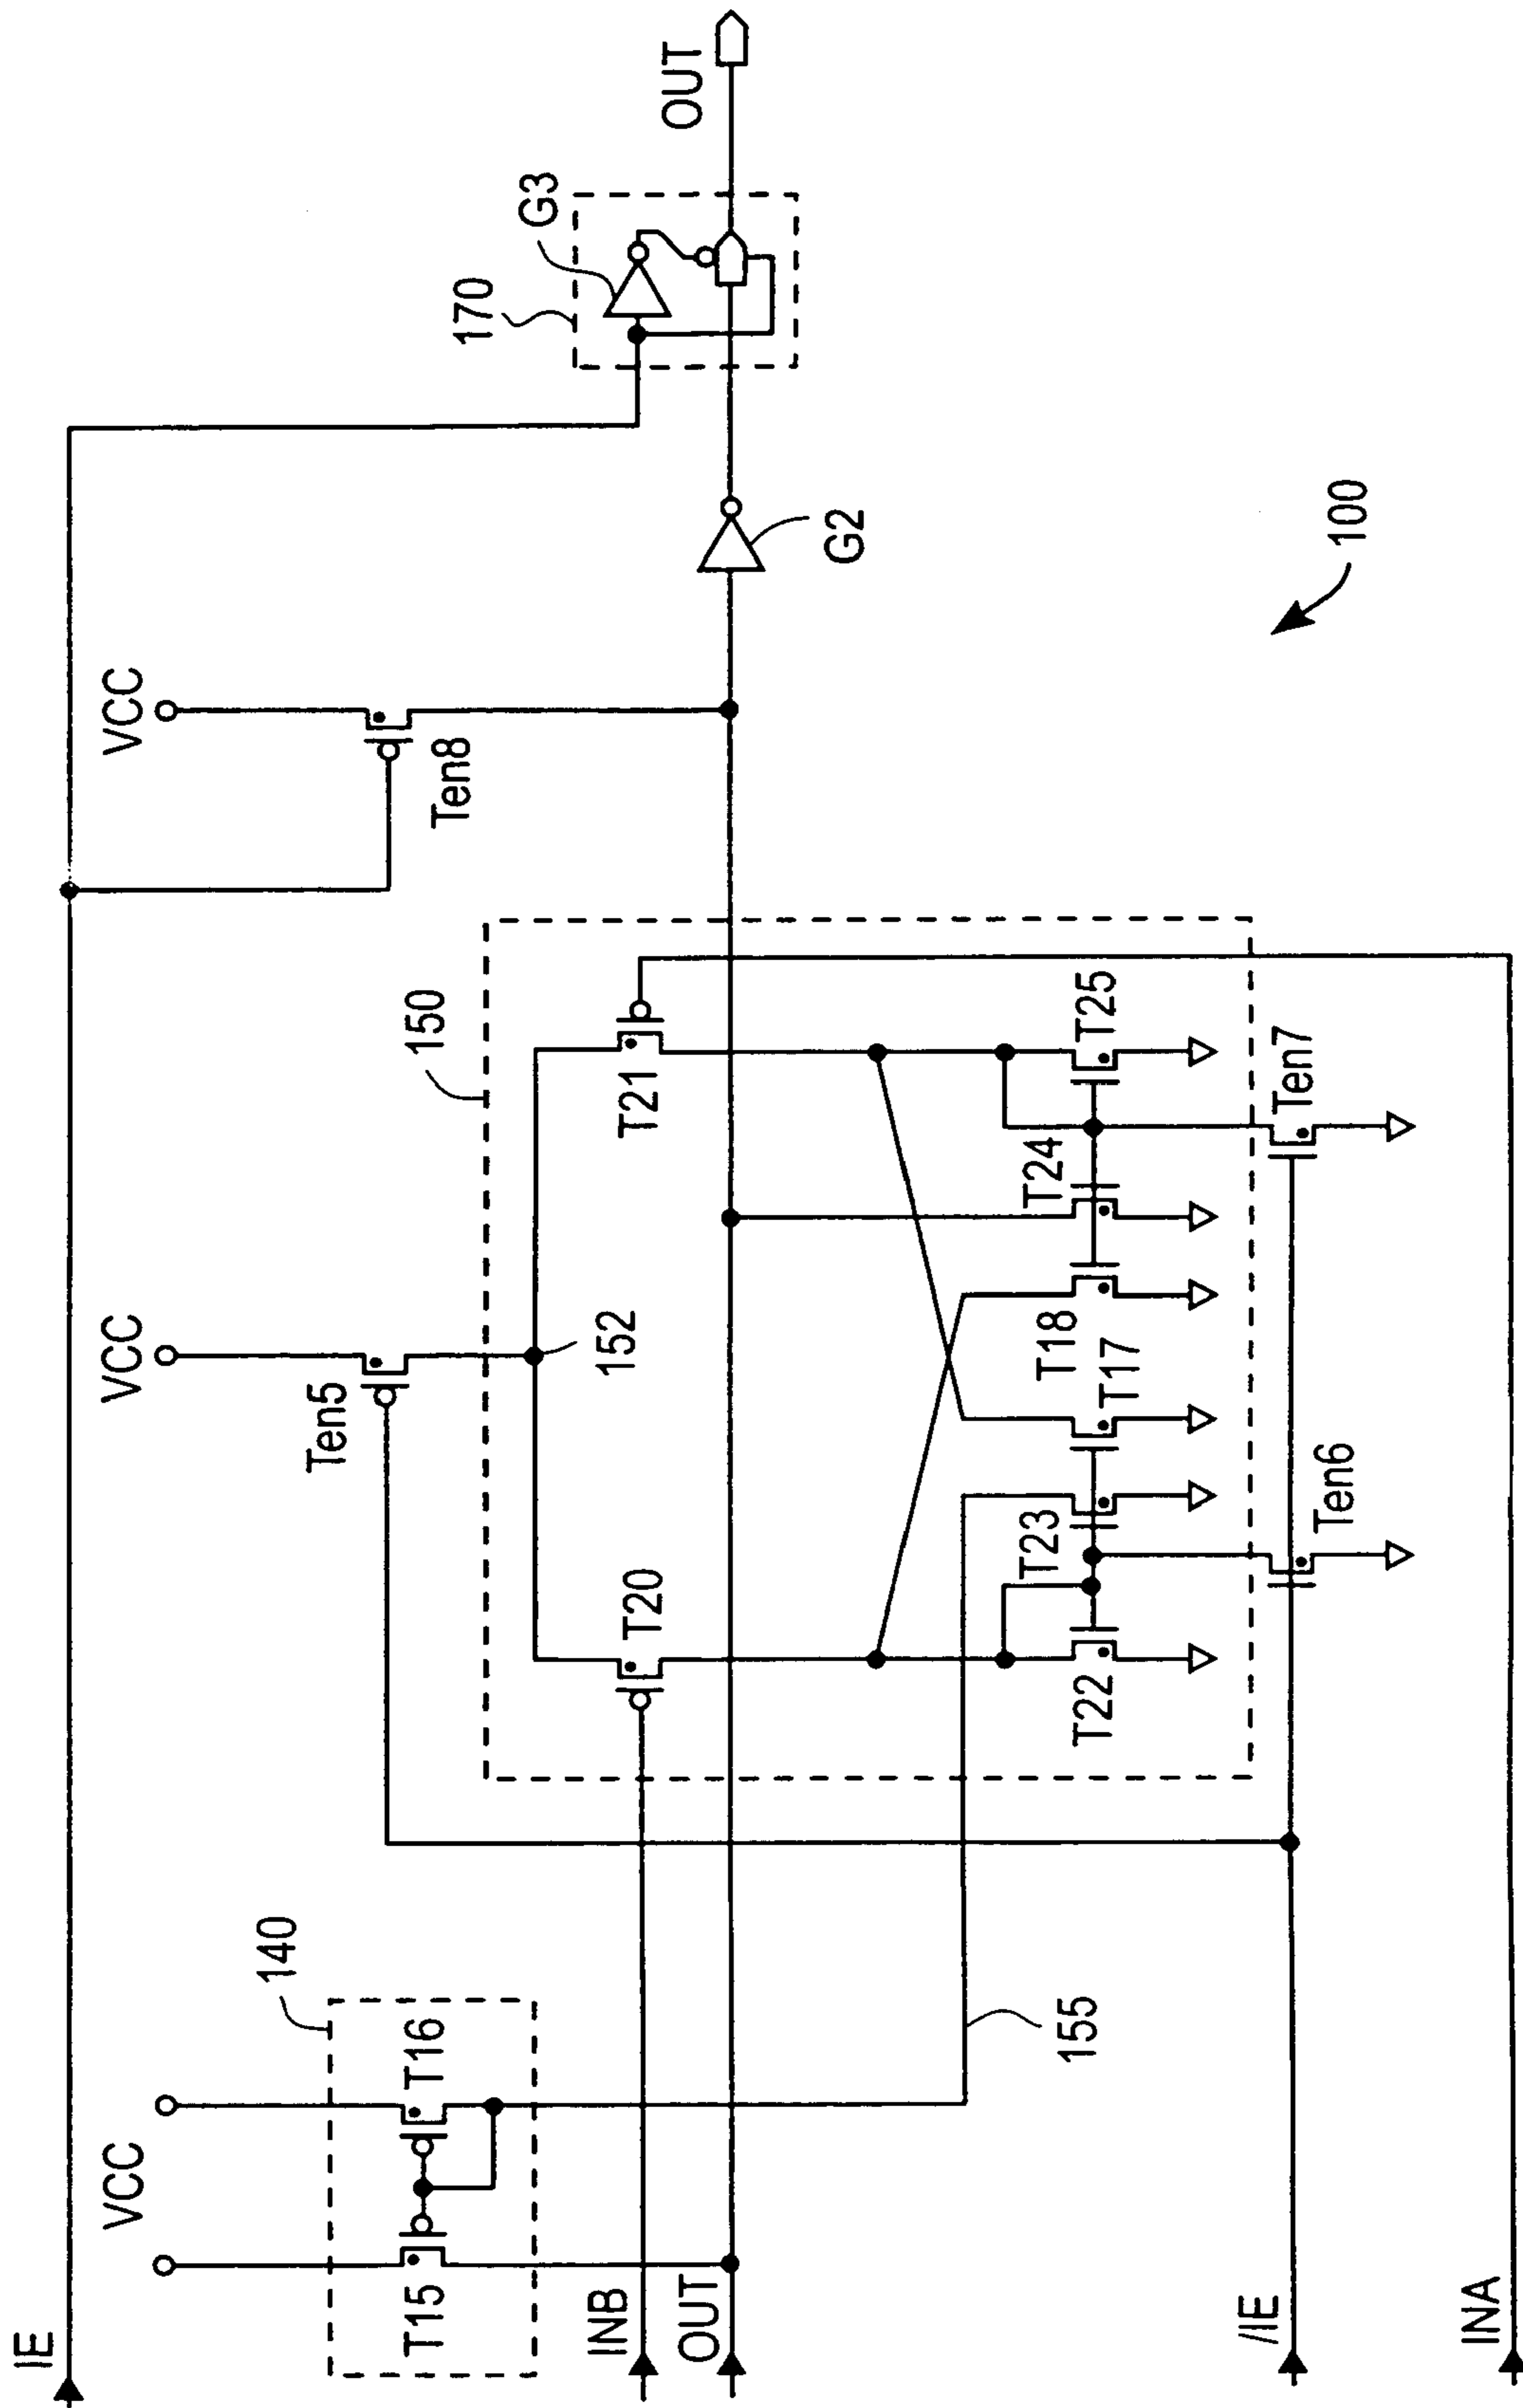 IE
VCC
VCC
VCC
140
T15
T16
Ten5
Ten8
170
G3
OUT
150
152
INB
OUT
T20
T21
G2
155
T22
T23
T17
T18
T24
T25
Ten6
Ten7
/IE
INA
100